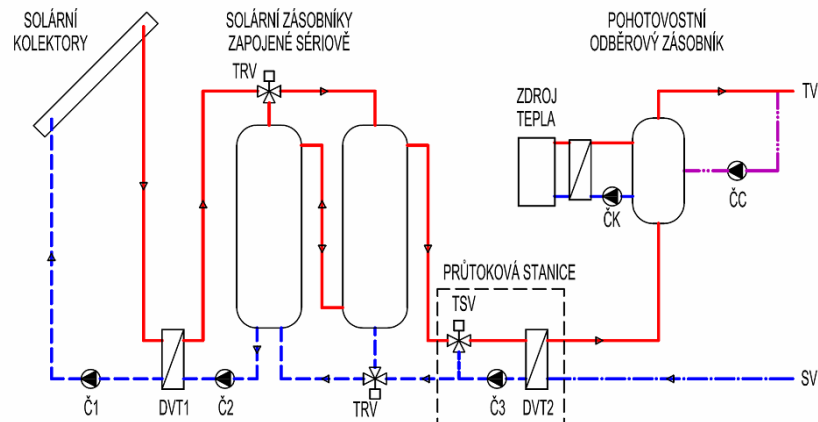 SOLÁRNÍ
KOLEKTORY
SOLÁRNÍ ZÁSOBNÍKY
ZAPOJENÉ SÉRIOVĚ
POHOTOVOSTNÍ
ODBĚROVÝ ZÁSOBNÍK
TRV
ZDROJ
TEPLA
TV
ČK
ČC
PRŮTOKOVÁ STANICE
TSV
SV
Č1
DVT1
Č2
TRV
Č3
DVT2